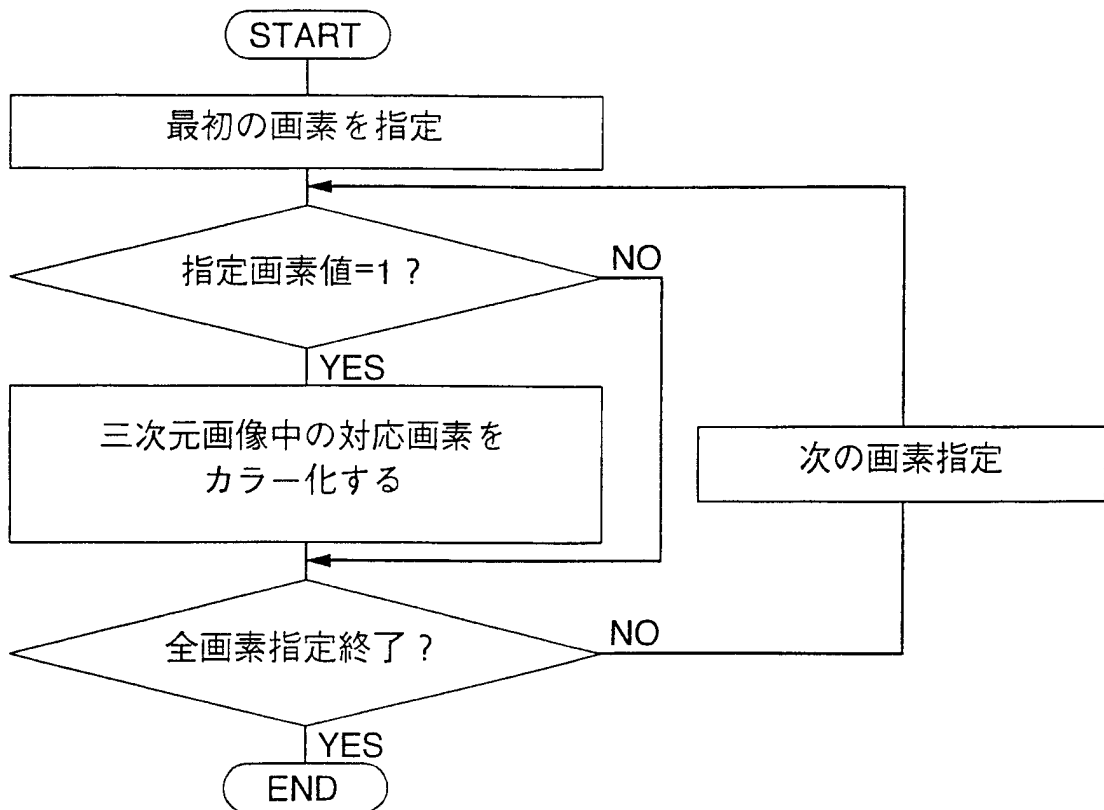 START
最初の画素を指定
指定画素値=1?
NO
YES
三次元画像中の対応画素を
カラー化する
次の画素指定
全画素指定終了?
NO
YES
END